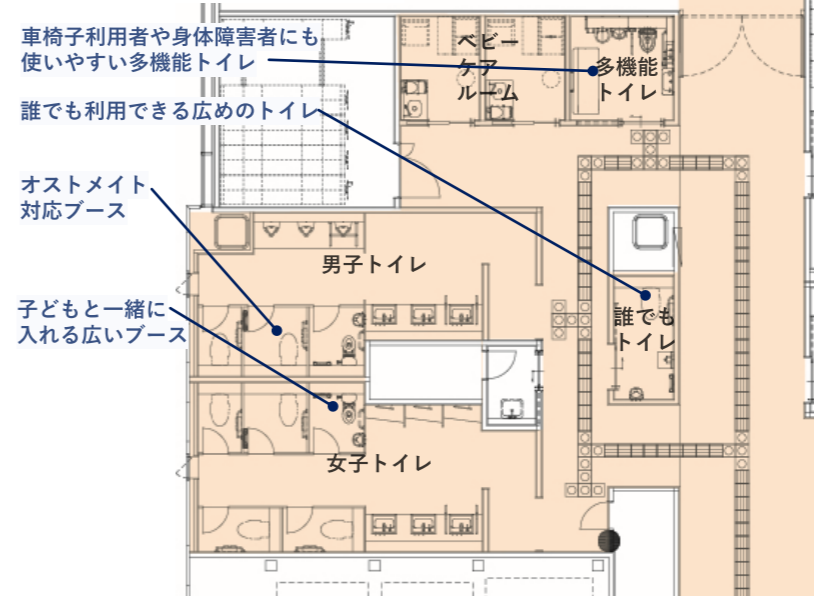 車椅子利用者や身体障害者にも
使いやすい多機能トイレ
誰でも利用できる広めのトイレ
オストメイト
対応ブース
子どもと一緒に
入れる広いブース
ベビー
ケア
ルーム
多機能
トイレ
男子トイレ
誰でも
トイレ
女子トイレ